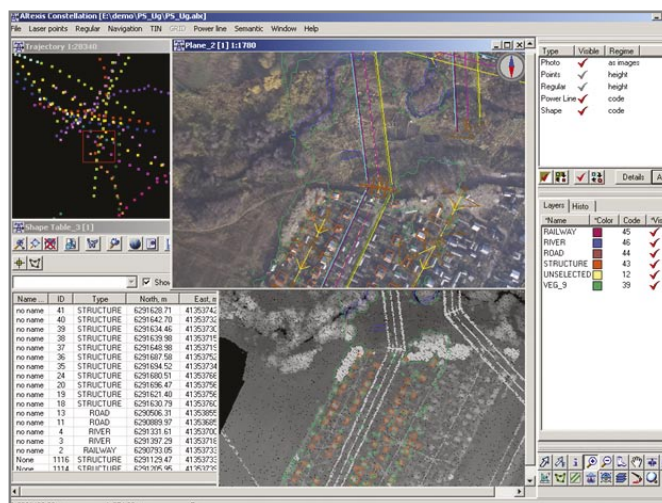 Altexis Constellation [E:\demo\PS_Ug\PS_Ug.abx]
File Laser points Regular Navigation TIN GRID Power line Semantic Window Help
Trajectory 1:28348
Plane_2 [1] 1:1780
Type Visible Regime
Photo as images
Points height
Regular height
Power Line code
Shape code
Details
Shape Table_3 [1]
Layers Histo
*Name *Color Code
RAILWAY 45
RIVER 46
ROAD 44
STRUCTURE 43
UNSELECTED 12
VEG_9 39
Name ... ID Type North, m East, m
no name 41 STRUCTURE 6291628.71 41353742
no name 40 STRUCTURE 6291642.70
no name 39 STRUCTURE 6291634.46
no name 38 STRUCTURE 6291639.98
no name 37 STRUCTURE 6291648.98
no name 36 STRUCTURE 6291687.58
no name 35 STRUCTURE 6291694.52
no name 24 STRUCTURE 6291680.51
no name 20 STRUCTURE 6291696.47
no name 19 STRUCTURE 6291621.40
no name 18 STRUCTURE 6291630.79
no name 13 ROAD 6290506.31
no name 11 ROAD 6290889.97
no name 4 RIVER 6291331.61
no name 3 RIVER 6291397.29
no name 2 RAILWAY 6290793.05
None 1116 STRUCTURE 6291129.47
None 1114 STRUCTURE 6291205.95